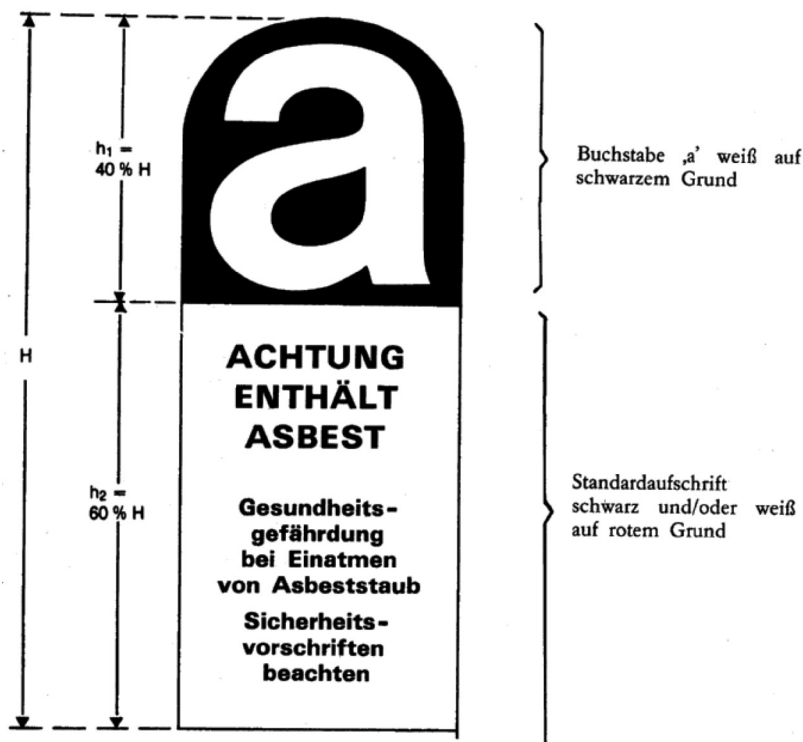 a
h₁ =
40 % H
Buchstabe ‚a’ weiß auf
schwarzem Grund
H
ACHTUNG
ENTHÄLT
ASBEST
h₂ =
60 % H
Gesundheits-
gefährdung
bei Einatmen
von Asbeststaub
Sicherheits-
vorschriften
beachten
Standardaufschrift
schwarz und/oder weiß
auf rotem Grund